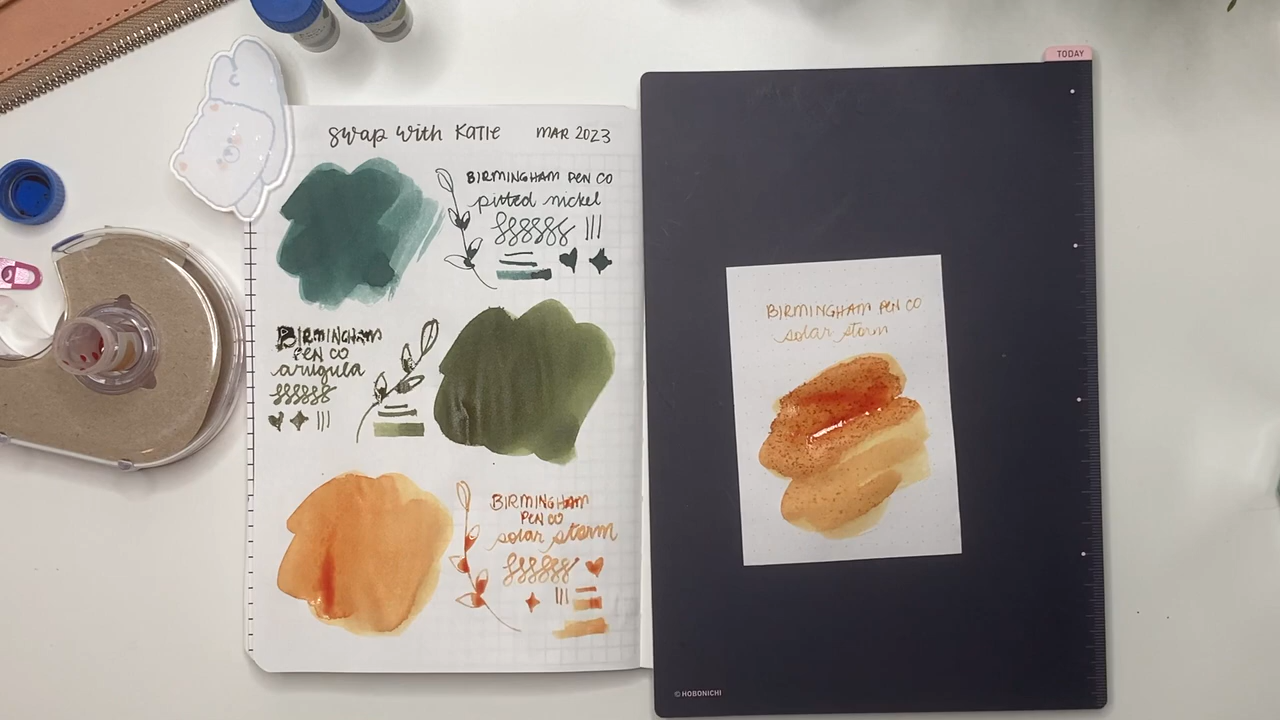 swap with KATIE MAR 2023
BIRMINGHAM PEN CO
pitted nickel
BIRMINGHAM
PEN CO
arugula
BIRMINGHAM
PEN CO
solar storm
TODAY
BIRMINGHAM PEN CO
solar storm
© HOBONICHI